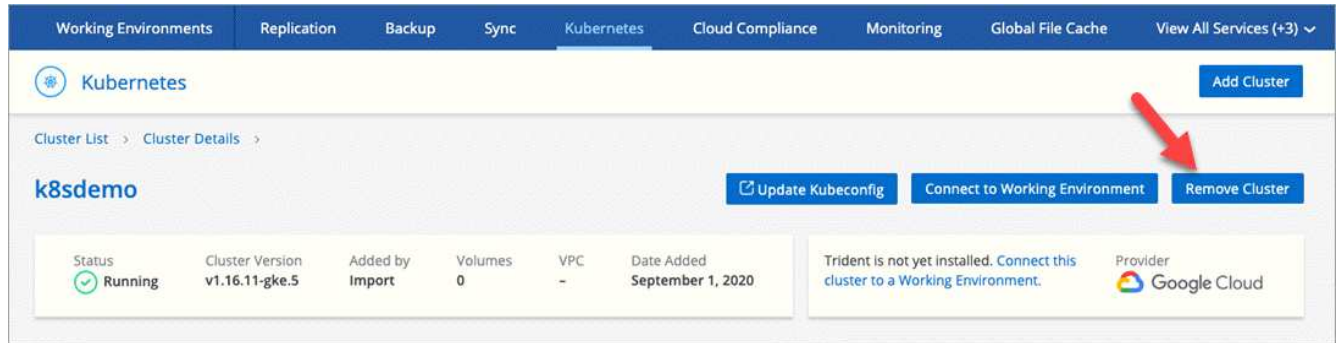 Working Environments Replication Backup Sync Kubernetes Cloud Compliance Monitoring Global File Cache View All Services (+3)
Kubernetes Add Cluster
Cluster List > Cluster Details >
k8sdemo Update Kubeconfig Connect to Working Environment Remove Cluster
Status Cluster Version Added by Volumes VPC Date Added
Running v1.16.11-gke.5 Import 0 – September 1, 2020
Trident is not yet installed. Connect this
cluster to a Working Environment.
Provider
Google Cloud